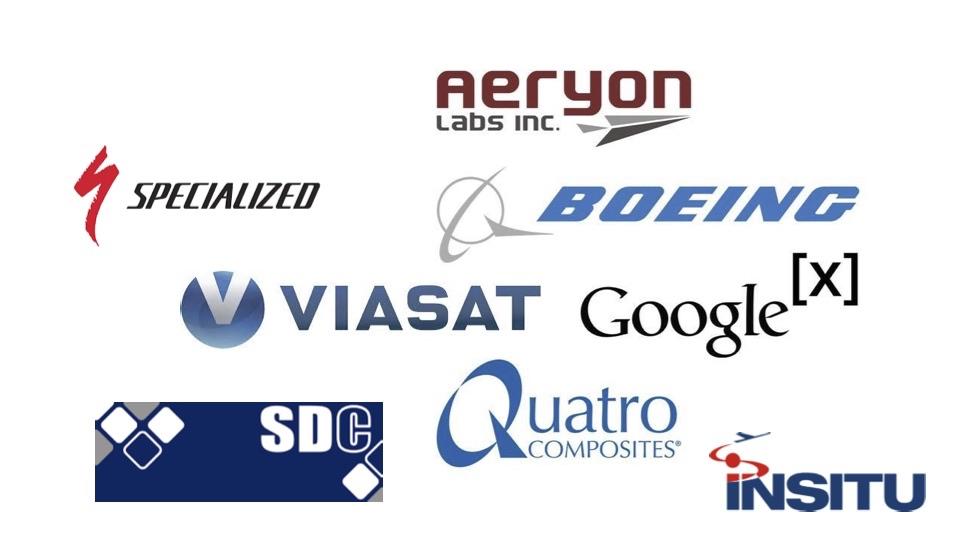 Aeryon
Labs Inc.
SPECIALIZED
BOEING
VIASAT
Google[x]
Quatro
COMPOSITES®
SDC
INSITU